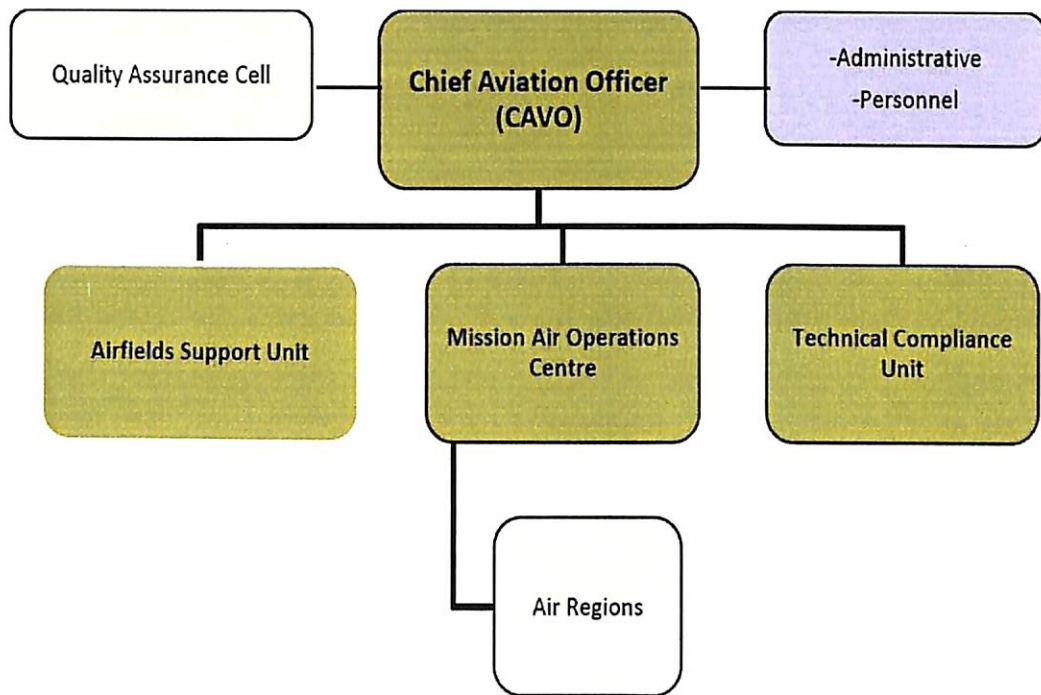 Quality Assurance Cell
Chief Aviation Officer
(CAVO)
-Administrative
-Personnel
Airfields Support Unit
Mission Air Operations
Centre
Technical Compliance
Unit
Air Regions